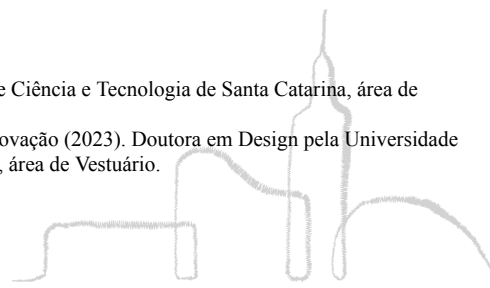 e Ciência e Tecnologia de Santa Catarina, área de
ovação (2023). Doutora em Design pela Universidade
, área de Vestuário.